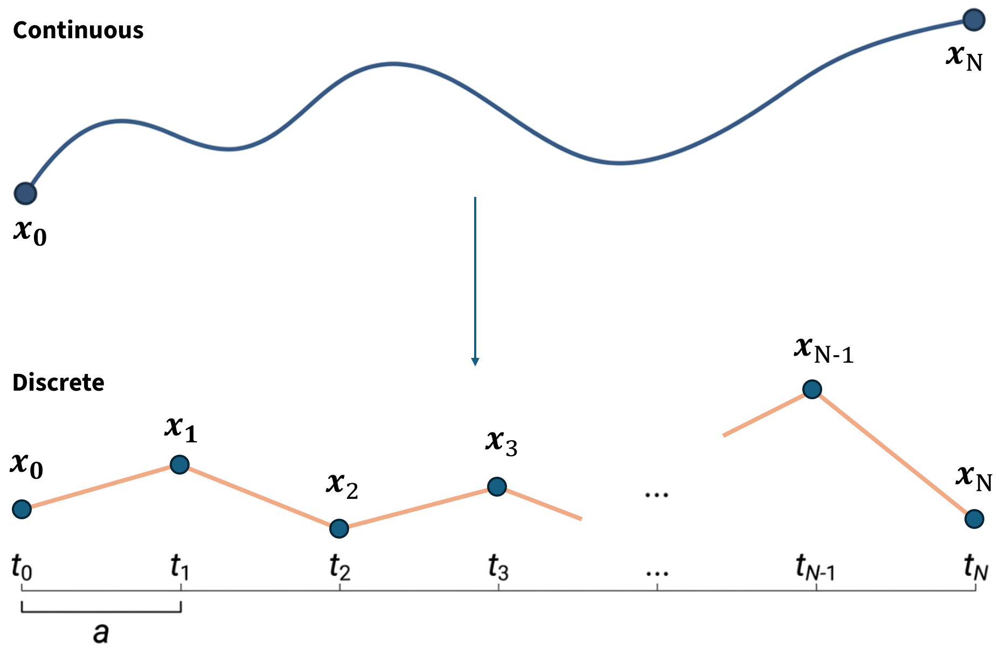 Continuous
x_N
x_0
x_N-1
Discrete
x_1
x_3
x_0
x_2
...
x_N
t_0 t_1 t_2 t_3 ... t_N-1 t_N
a